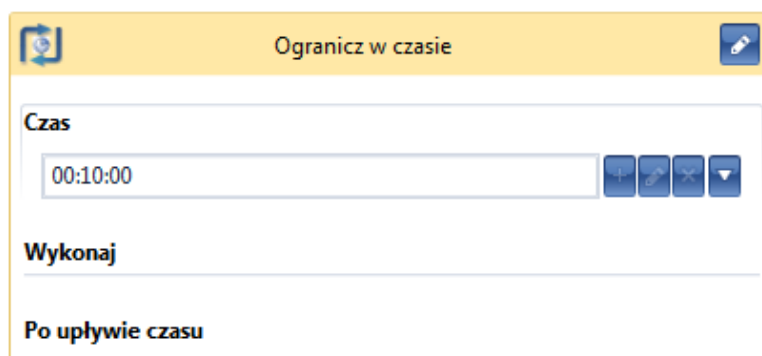 Ogranicz w czasie
Czas
00:10:00
Wykonaj
Po upływie czasu